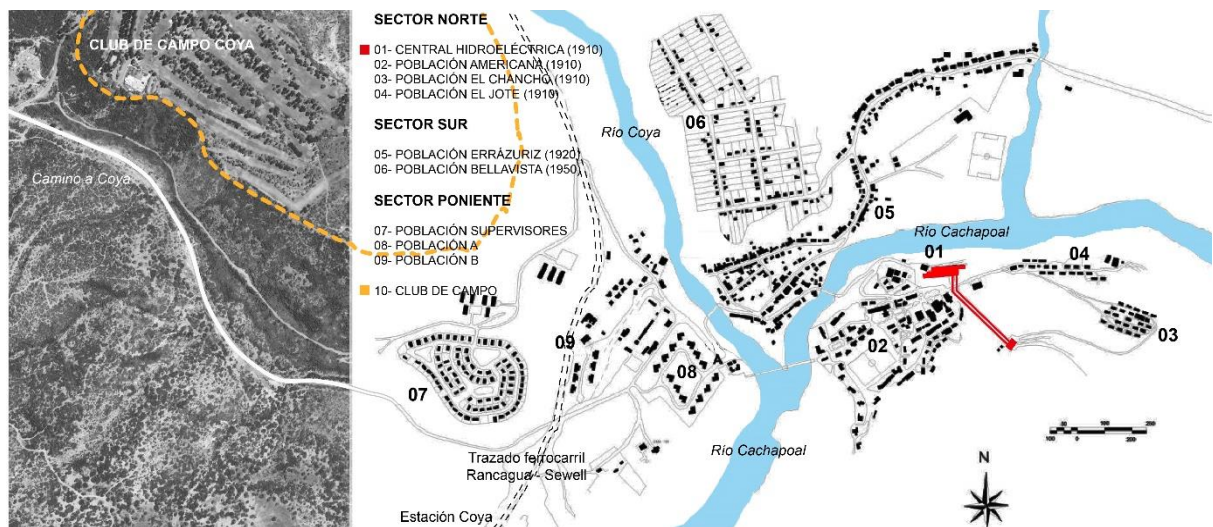 CLUB DE CAMPO COYA
Camino a Coya
SECTOR NORTE
01- CENTRAL HIDROELÉCTRICA (1910)
02- POBLACIÓN AMERICANA (1910)
03- POBLACIÓN EL CHANCHO (1910)
04- POBLACIÓN EL JOTE (1910)
SECTOR SUR
05- POBLACIÓN ERRÁZURIZ (1920)
06- POBLACIÓN BELLAVISTA (1950)
SECTOR PONIENTE
07- POBLACIÓN SUPERVISORES
08- POBLACIÓN A
09- POBLACIÓN B
10- CLUB DE CAMPO
Río Coya
06
05
Río Cachapoal
01
04
03
02
09
08
A
07
Río Cachapoal
Trazado ferrocarril
Rancagua - Sewell
Estación Coya
N